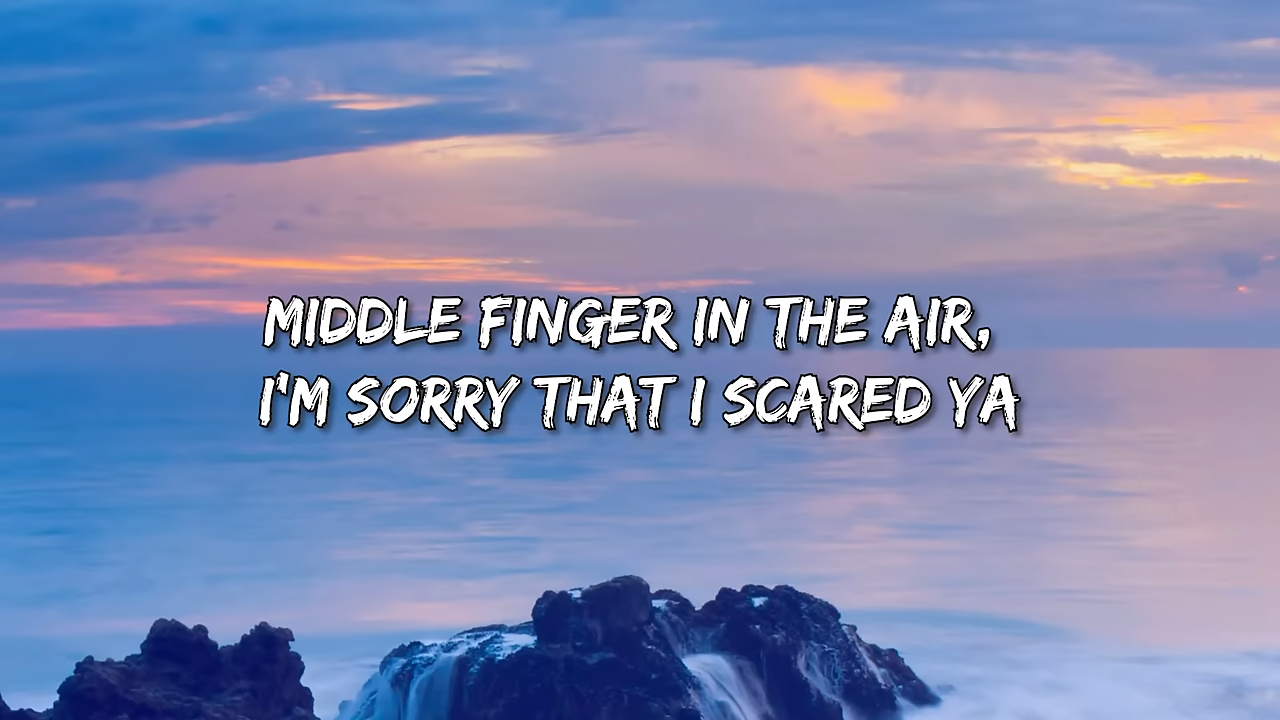 MIDDLE FINGER IN THE AIR,
I'M SORRY THAT I SCARED YA